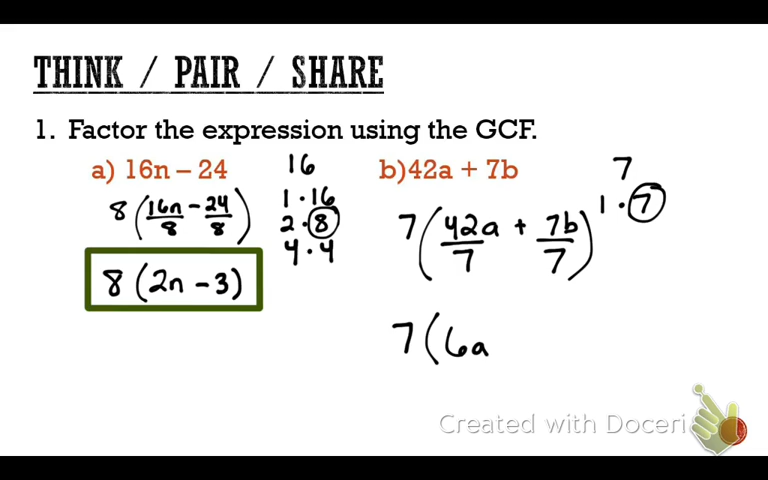 THINK / PAIR / SHARE
1. Factor the expression using the GCF.
a) 16n – 24
16
1 · 16
2 · 8
4 · 4
8 (16n/8 - 24/8)
8 (2n - 3)
b)42a + 7b
7
1 · 7
7 (42a/7 + 7b/7)
7 (6a
Created with Doceri